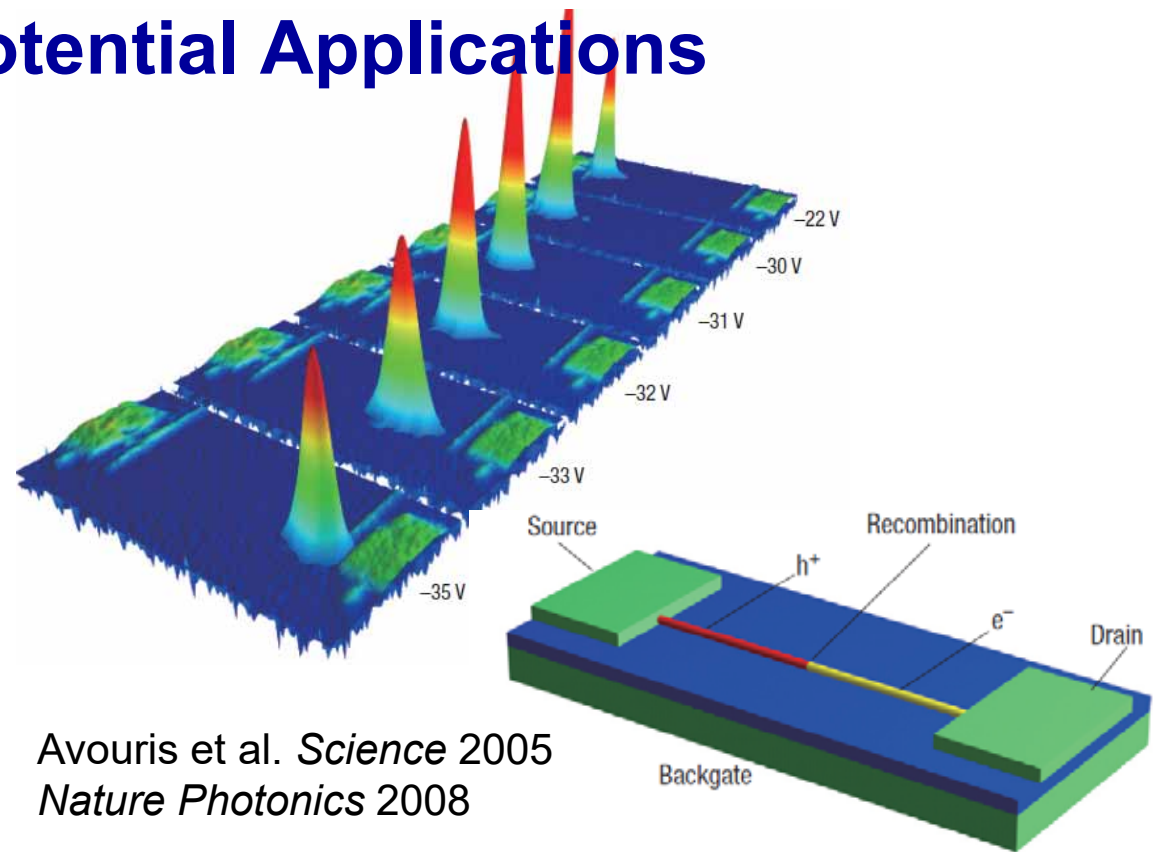 otential Applications
–22 V
–30 V
–31 V
–32 V
–33 V
–35 V
Source
Recombination
h⁺
e⁻
Drain
Backgate
Avouris et al. Science 2005
Nature Photonics 2008